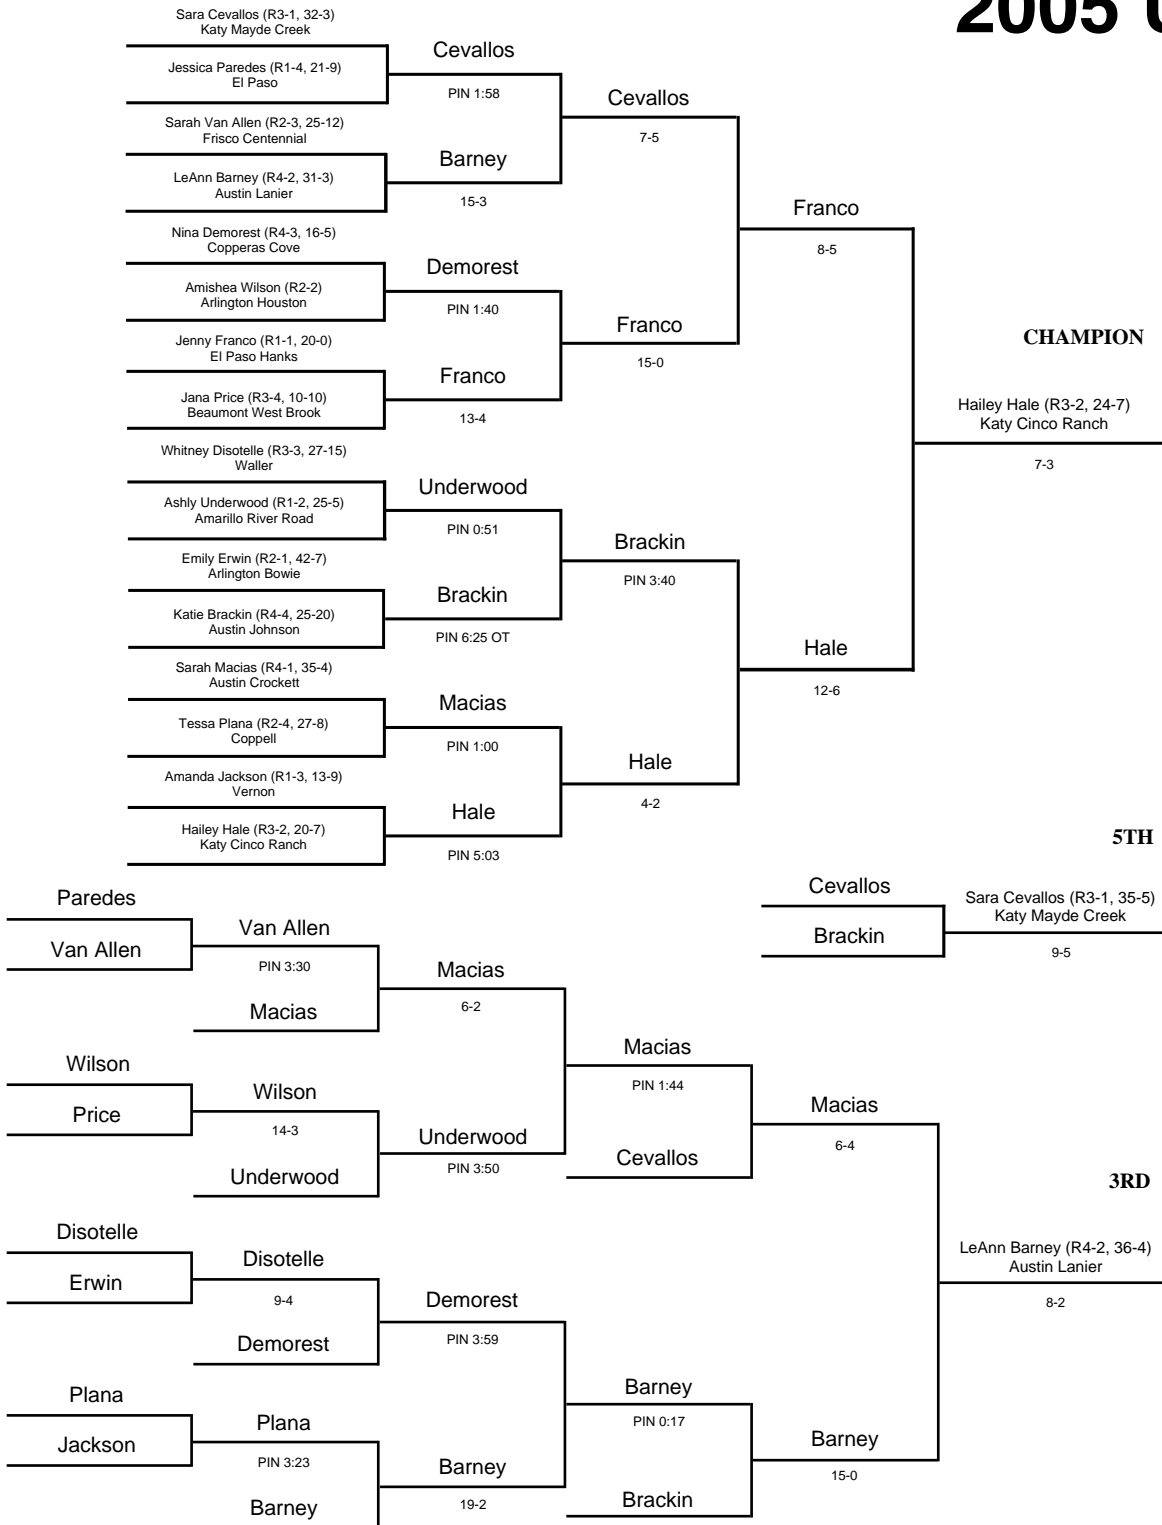 2005 U
Sara Cevallos (R3-1, 32-3)
Katy Mayde Creek
Jessica Paredes (R1-4, 21-9)
El Paso
Sarah Van Allen (R2-3, 25-12)
Frisco Centennial
LeAnn Barney (R4-2, 31-3)
Austin Lanier
Nina Demorest (R4-3, 16-5)
Copperas Cove
Amishea Wilson (R2-2)
Arlington Houston
Jenny Franco (R1-1, 20-0)
El Paso Hanks
Jana Price (R3-4, 10-10)
Beaumont West Brook
Whitney Disotelle (R3-3, 27-15)
Waller
Ashly Underwood (R1-2, 25-5)
Amarillo River Road
Emily Erwin (R2-1, 42-7)
Arlington Bowie
Katie Brackin (R4-4, 25-20)
Austin Johnson
Sarah Macias (R4-1, 35-4)
Austin Crockett
Tessa Plana (R2-4, 27-8)
Coppell
Amanda Jackson (R1-3, 13-9)
Vernon
Hailey Hale (R3-2, 20-7)
Katy Cinco Ranch
Cevallos
PIN 1:58
Barney
15-3
Demorest
PIN 1:40
Franco
13-4
Underwood
PIN 0:51
Brackin
PIN 6:25 OT
Macias
PIN 1:00
Hale
PIN 5:03
Cevallos
7-5
Franco
15-0
Brackin
PIN 3:40
Hale
4-2
Franco
8-5
Hale
12-6
CHAMPION
Hailey Hale (R3-2, 24-7)
Katy Cinco Ranch
7-3
5TH
Cevallos
Brackin
Sara Cevallos (R3-1, 35-5)
Katy Mayde Creek
9-5
Paredes
Van Allen
Wilson
Price
Disotelle
Erwin
Plana
Jackson
Van Allen
PIN 3:30
Macias
Wilson
14-3
Underwood
Disotelle
9-4
Demorest
Plana
PIN 3:23
Barney
Macias
6-2
Underwood
PIN 3:50
Demorest
PIN 3:59
Barney
19-2
Macias
PIN 1:44
Cevallos
Barney
PIN 0:17
Brackin
Macias
6-4
Barney
15-0
3RD
LeAnn Barney (R4-2, 36-4)
Austin Lanier
8-2